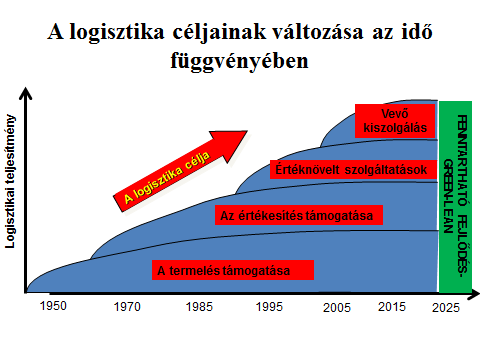 A logisztika céljainak változása az idő
függvényében
Logisztikai teljesítmény
A logisztika célja
Vevő
kiszolgálás
Értéknövelt szolgáltatások
Az értékesítés támogatása
A termelés támogatása
FENNTARTHATÓ FEJLŐDÉS-
GREEN-LEAN
1950 1970 1985 1995 2005 2015 2025